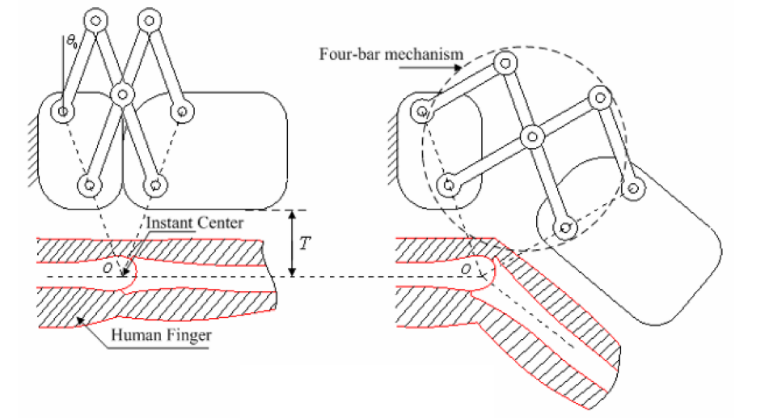 θ₀
Four-bar mechanism
Instant Center
T
O
O
Human Finger